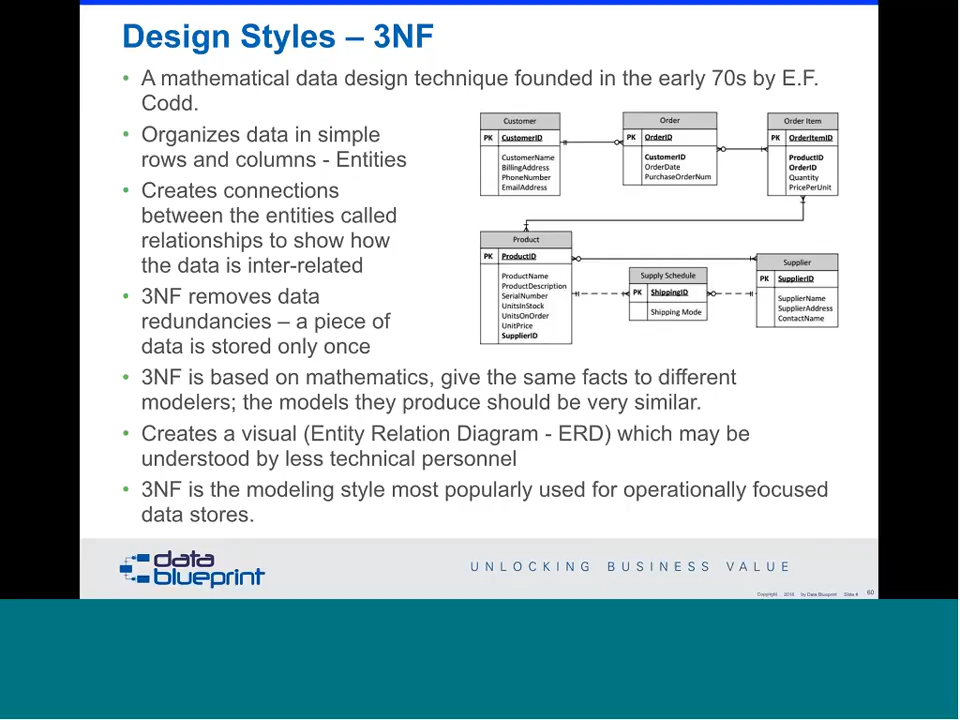 Design Styles – 3NF
• A mathematical data design technique founded in the early 70s by E.F.
Codd.
• Organizes data in simple
rows and columns - Entities
• Creates connections
between the entities called
relationships to show how
the data is inter-related
• 3NF removes data
redundancies – a piece of
data is stored only once
• 3NF is based on mathematics, give the same facts to different
modelers; the models they produce should be very similar.
• Creates a visual (Entity Relation Diagram - ERD) which may be
understood by less technical personnel
• 3NF is the modeling style most popularly used for operationally focused
data stores.
Customer
PK CustomerID
CustomerName
BillingAddress
PhoneNumber
EmailAddress
Order
PK OrderID
CustomerID
OrderDate
PurchaseOrderNum
Order Item
PK OrderItemID
ProductID
OrderID
Quantity
PricePerUnit
Product
PK ProductID
ProductName
ProductDescription
SerialNumber
UnitsInStock
UnitsOnOrder
UnitPrice
SupplierID
Supply Schedule
PK ShippingID
Shipping Mode
Supplier
PK SupplierID
SupplierName
SupplierAddress
ContactName
data
blueprint
UNLOCKING BUSINESS VALUE
Copyright 2016 by Data Blueprint Slide # 60